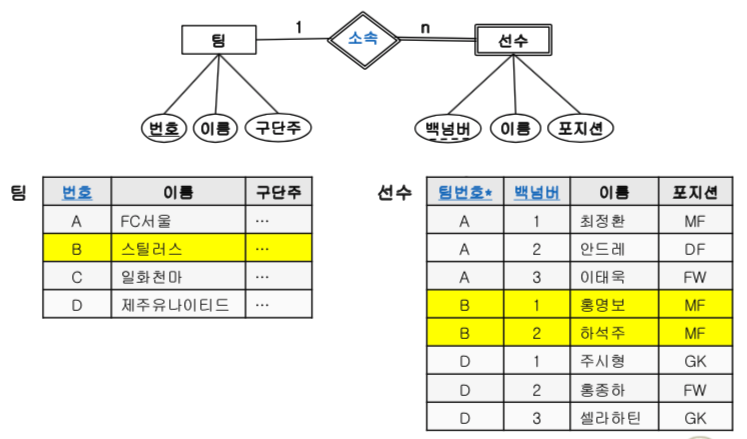 팀 1 소속 n 선수
번호 이름 구단주 백넘버 이름 포지션
팀
번호 이름 구단주
A FC서울 ...
B 스틸러스 ...
C 일화천마 ...
D 제주유나이티드 ...
선수
팀번호* 백넘버 이름 포지션
A 1 최정환 MF
A 2 안드레 DF
A 3 이태욱 FW
B 1 홍명보 MF
B 2 하석주 MF
D 1 주시형 GK
D 2 홍종하 FW
D 3 셀라하틴 GK